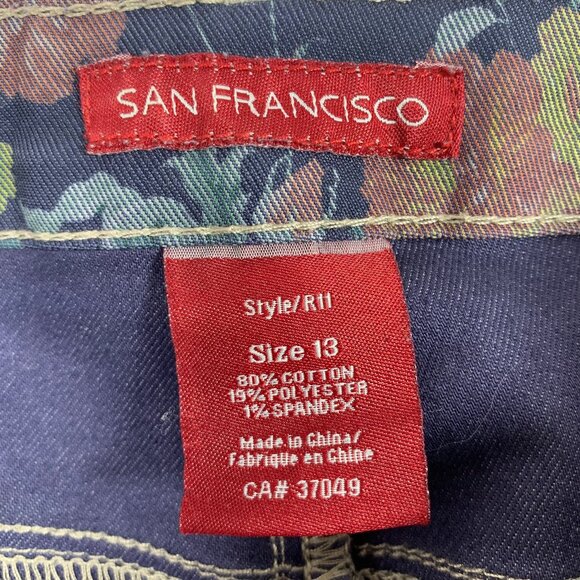 SAN FRANCISCO
Style/R11
Size 13
80% COTTON
19% POLYESTER
1% SPANDEX
Made in China/
Fabrique en Chine
CA# 37049